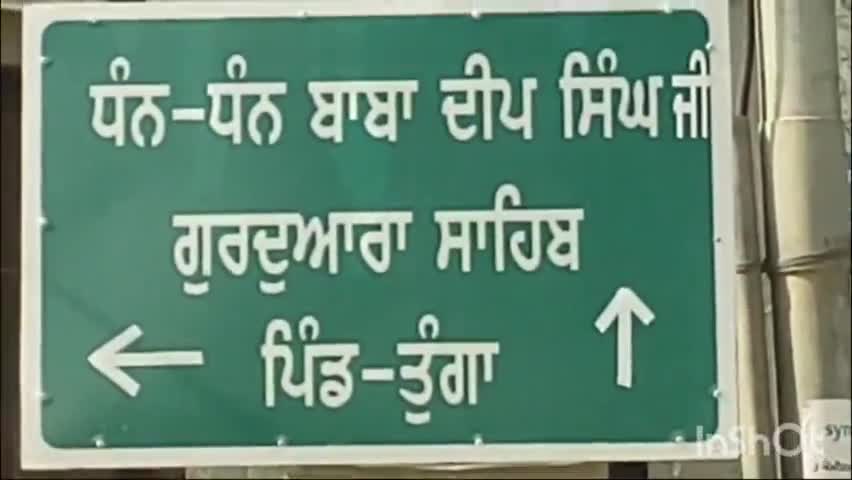 ਧੰਨ-ਧੰਨ ਬਾਬਾ ਦੀਪ ਸਿੰਘ ਜੀ
ਗੁਰਦੁਆਰਾ ਸਾਹਿਬ
← ਪਿੰਡ-ਤੁੰਗਾ ↑
InShOt